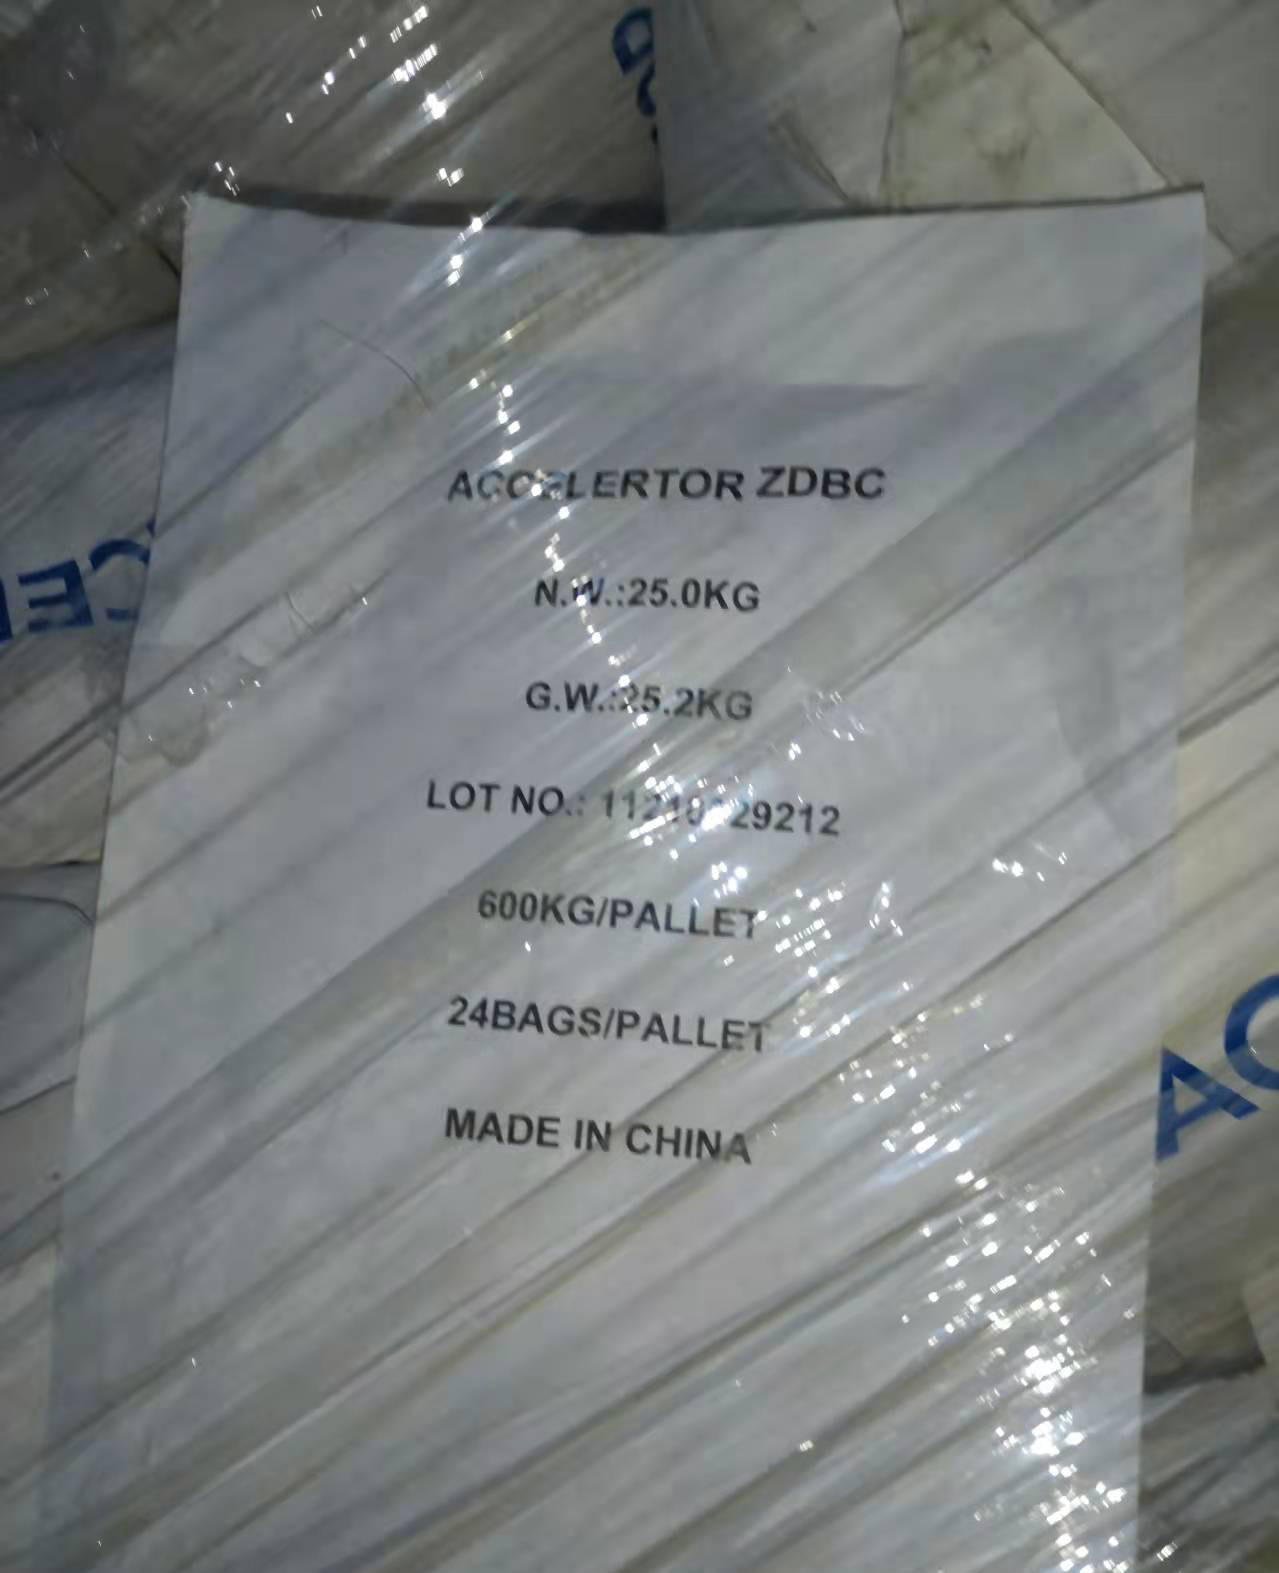 ACCELERTOR ZDBC
N.W.:25.0KG
G.W.:25.2KG
LOT NO.:
600KG/PALLET
24BAGS/PALLET
MADE IN CHINA